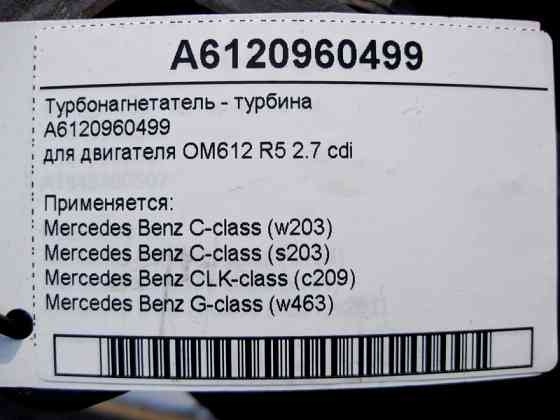 A6120960499
Турбонагнетатель - турбина
A6120960499
для двигателя OM612 R5 2.7 cdi
Применяется:
Mercedes Benz C-class (w203)
Mercedes Benz C-class (s203)
Mercedes Benz CLK-class (c209)
Mercedes Benz G-class (w463)